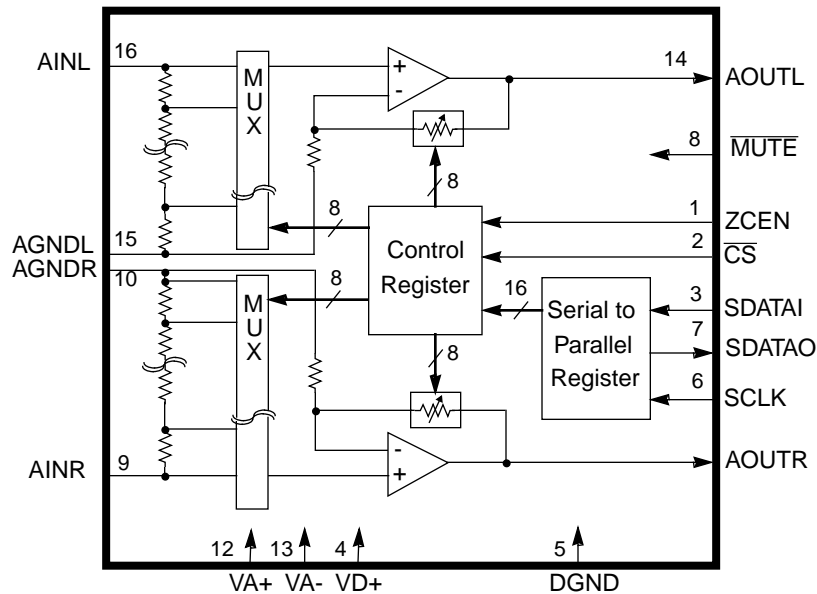 16
AINL
MUX
+
-
14
AOUTL
8
MUTE
8
8
1
ZCEN
2
CS
Control
Register
AGNDL
15
AGNDR
10
MUX
8
16
Serial to
Parallel
Register
3
SDATAI
7
SDATAO
6
SCLK
8
AINR
9
-
+
AOUTR
12
13
4
5
VA+
VA-
VD+
DGND